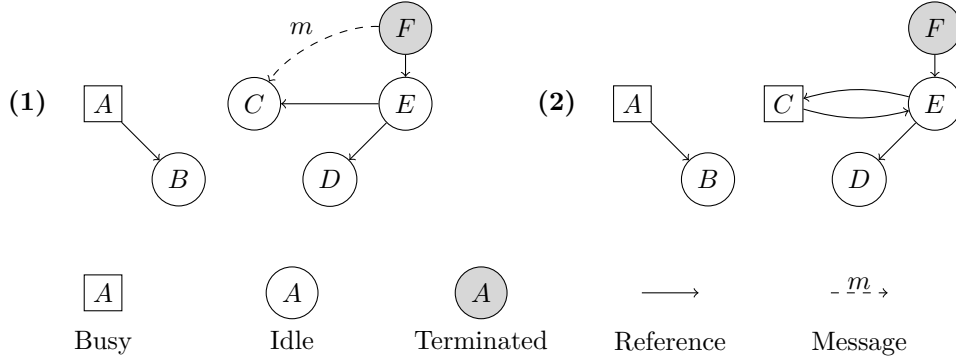 F F
m
(1) A C E (2) A C E
B D B D
A A A m
Busy Idle Terminated Reference Message